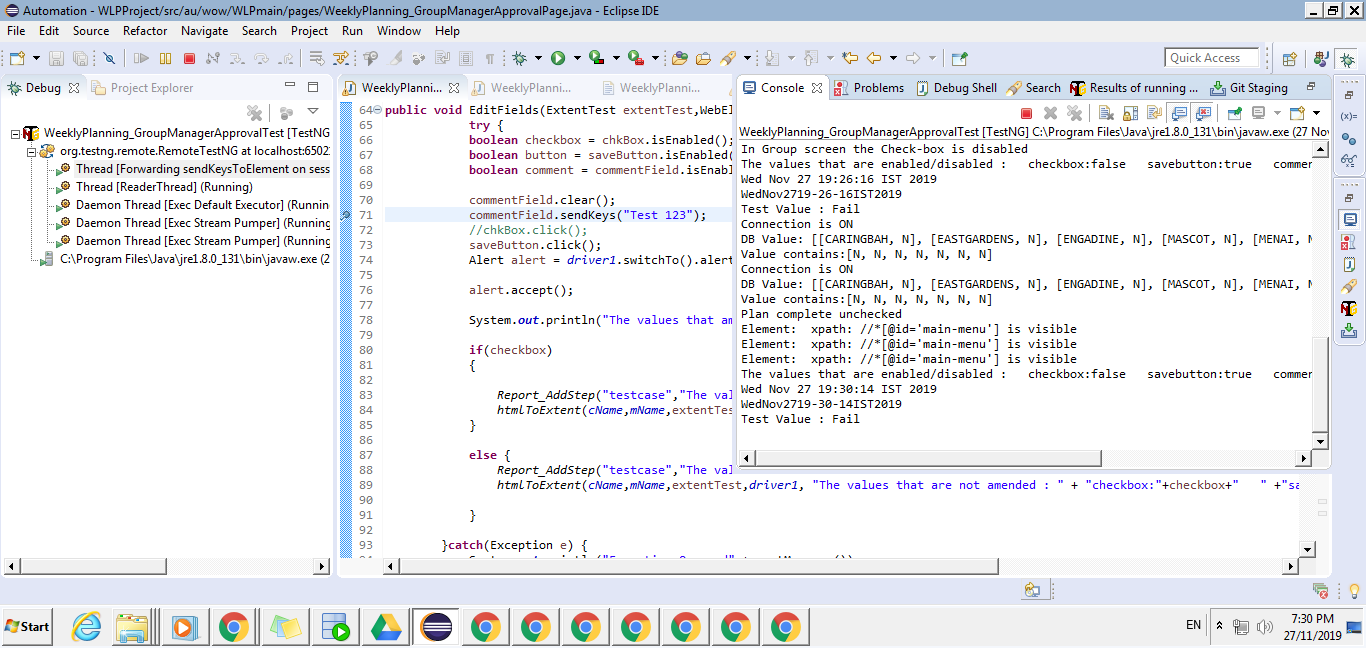 Automation - WLPProject/src/au/wow/WLPmain/pages/WeeklyPlanning_GroupManagerApprovalPage.java - Eclipse IDE
File Edit Source Refactor Navigate Search Project Run Window Help
Quick Access
Debug Project Explorer
WeeklyPlanning_GroupManagerApprovalTest [TestNG
org.testng.remote.RemoteTestNG at localhost:6502
Thread [Forwarding sendKeysToElement on sess
Thread [ReaderThread] (Running)
Daemon Thread [Exec Default Executor] (Runnin
Daemon Thread [Exec Stream Pumper] (Running
Daemon Thread [Exec Stream Pumper] (Running
C:\Program Files\Java\jre1.8.0_131\bin\javaw.exe (2
WeeklyPlanni... WeeklyPlanni... WeeklyPlanni...
64 public void EditFields(ExtentTest extentTest,WebEl
65 try {
66 boolean checkbox = chkBox.isEnabled();
67 boolean button = saveButton.isEnabled(
68 boolean comment = commentField.isEnabl
69
70 commentField.clear();
71 commentField.sendKeys("Test 123");
72 //chkBox.click();
73 saveButton.click();
74 Alert alert = driver1.switchTo().alert
75
76 alert.accept();
77
78 System.out.println("The values that am
79
80 if(checkbox)
81 {
82
83 Report_AddStep("testcase","The val
84 htmlToExtent(cName,mName,extentTes
85 }
86
87 else {
88 Report_AddStep("testcase","The val
89 htmlToExtent(cName,mName,extentTest,driver1, "The values that are not amended : " + "checkbox:"+checkbox+" " +"sa
90
91 }
92
93 }catch(Exception e) {
Console Problems Debug Shell Search Results of running ... Git Staging
WeeklyPlanning_GroupManagerApprovalTest [TestNG] C:\Program Files\Java\jre1.8.0_131\bin\javaw.exe (27 Nov
In Group screen the Check-box is disabled
The values that are enabled/disabled : checkbox:false savebutton:true commen
Wed Nov 27 19:26:16 IST 2019
WedNov2719-26-16IST2019
Test Value : Fail
Connection is ON
DB Value: [[CARINGBAH, N], [EASTGARDENS, N], [ENGADINE, N], [MASCOT, N], [MENAI, N
Value contains:[N, N, N, N, N, N, N]
Connection is ON
DB Value: [[CARINGBAH, N], [EASTGARDENS, N], [ENGADINE, N], [MASCOT, N], [MENAI, N
Value contains:[N, N, N, N, N, N, N]
Plan complete unchecked
Element: xpath: //*[@id='main-menu'] is visible
Element: xpath: //*[@id='main-menu'] is visible
Element: xpath: //*[@id='main-menu'] is visible
The values that are enabled/disabled : checkbox:false savebutton:true commen
Wed Nov 27 19:30:14 IST 2019
WedNov2719-30-14IST2019
Test Value : Fail
Start
EN
7:30 PM
27/11/2019